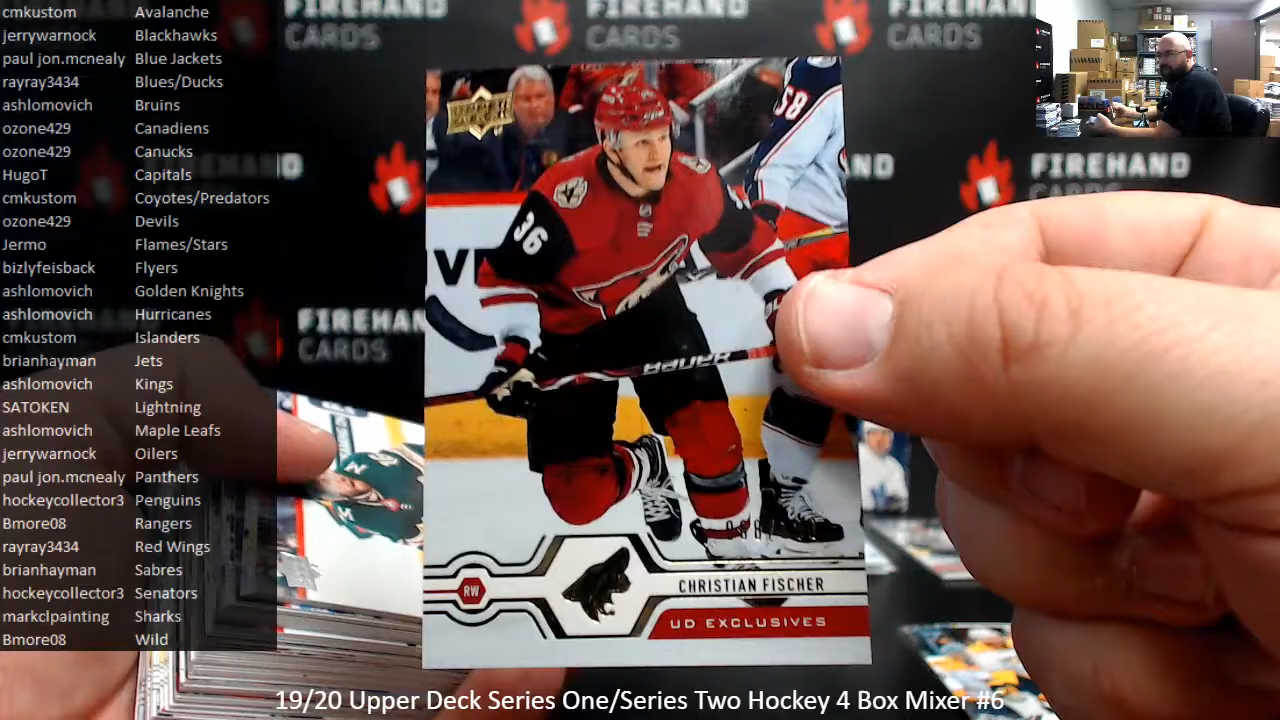 cmkustom Avalanche
jerrywarnock Blackhawks
paul jon.mcnealy Blue Jackets
rayray3434 Blues/Ducks
ashlomovich Bruins
ozone429 Canadiens
ozone429 Canucks
HugoT Capitals
cmkustom Coyotes/Predators
ozone429 Devils
Jermo Flames/Stars
bizlyfeisback Flyers
ashlomovich Golden Knights
ashlomovich Hurricanes
cmkustom Islanders
brianhayman Jets
ashlomovich Kings
SATOKEN Lightning
ashlomovich Maple Leafs
jerrywarnock Oilers
paul jon.mcnealy Panthers
hockeycollector3 Penguins
Bmore08 Rangers
rayray3434 Red Wings
brianhayman Sabres
hockeycollector3 Senators
markclpainting Sharks
Bmore08 Wild
FIREHAND
CARDS
FIREHAND
CARDS
FIREHAND
CARDS
FIREHAND
CARDS
FIREHAN
CARDS
UPPER DECK
58
36
BAUER
CHRISTIAN FISCHER
RW
UD EXCLUSIVES
19/20 Upper Deck Series One/Series Two Hockey 4 Box Mixer #6